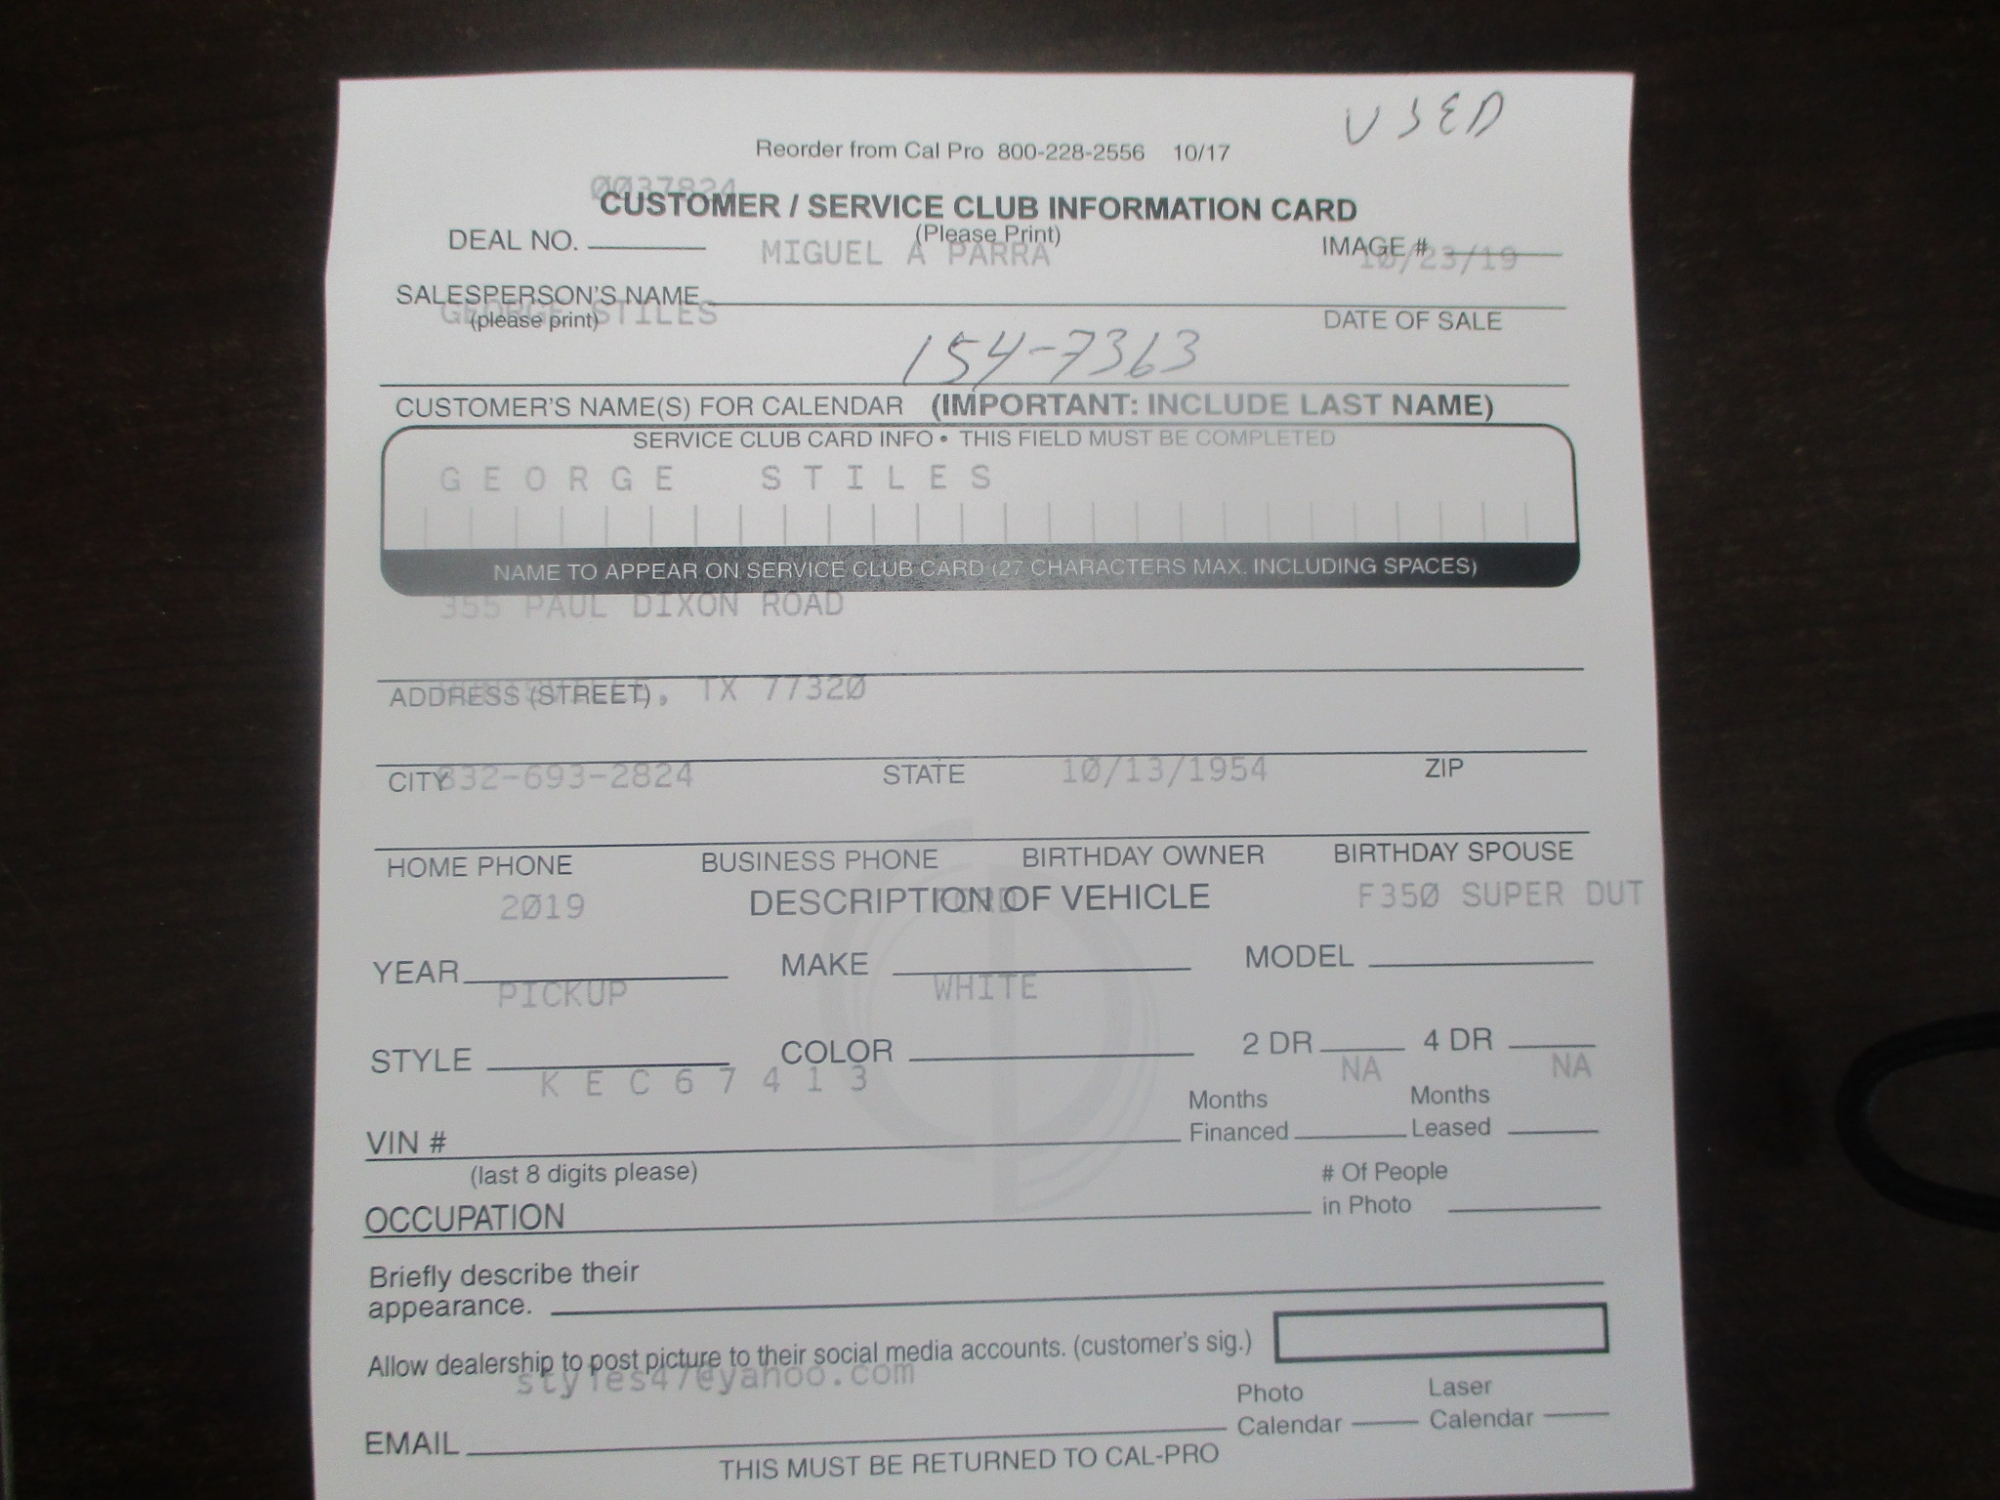 USED
Reorder from Cal Pro 800-228-2556 10/17
0037824
CUSTOMER / SERVICE CLUB INFORMATION CARD
(Please Print)
DEAL NO.
MIGUEL A PARRA
IMAGE #
10/23/19
SALESPERSON'S NAME
(please print)
GEORGE STILES
DATE OF SALE
154-7363
CUSTOMER'S NAME(S) FOR CALENDAR (IMPORTANT: INCLUDE LAST NAME)
SERVICE CLUB CARD INFO • THIS FIELD MUST BE COMPLETED
GEORGE STILES
NAME TO APPEAR ON SERVICE CLUB CARD (27 CHARACTERS MAX. INCLUDING SPACES)
355 PAUL DIXON ROAD
ADDRESS (STREET)
, TX 77320
CITY STATE ZIP
832-693-2824 10/13/1954
HOME PHONE BUSINESS PHONE BIRTHDAY OWNER BIRTHDAY SPOUSE
DESCRIPTION OF VEHICLE
2019 FORD F350 SUPER DUT
YEAR MAKE MODEL
PICKUP WHITE
STYLE COLOR 2 DR 4 DR
KEC67413 NA NA
VIN # Months Financed Months Leased
(last 8 digits please)
# Of People in Photo
OCCUPATION
Briefly describe their
appearance.
Allow dealership to post picture to their social media accounts. (customer's sig.)
styles47@yahoo.com
EMAIL Photo Calendar Laser Calendar
THIS MUST BE RETURNED TO CAL-PRO